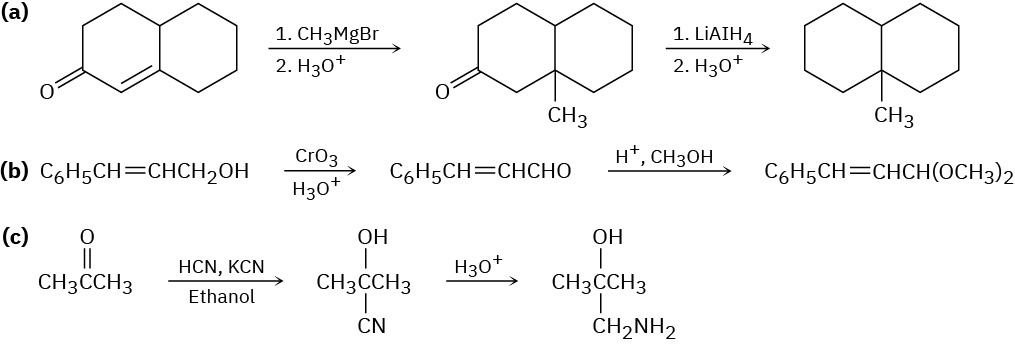 (a)
1. CH3MgBr
2. H3O+
O
O
CH3
1. LiAIH4
2. H3O+
CH3
(b) C6H5CH=CHCH2OH CrO3 H3O+ C6H5CH=CHCHO H+, CH3OH C6H5CH=CHCH(OCH3)2
(c)
O
CH3CCH3
HCN, KCN
Ethanol
OH
CH3CCH3
CN
H3O+
OH
CH3CCH3
CH2NH2